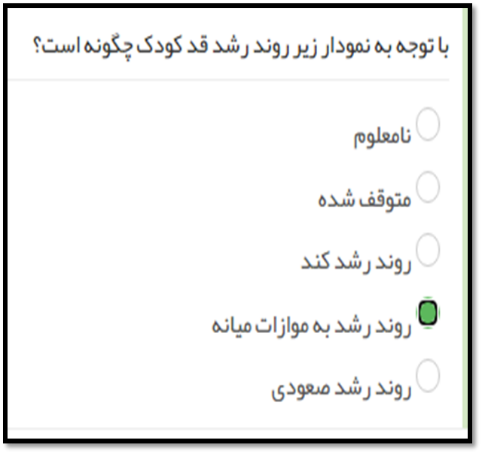 با توجه به نمودار زیر روند رشد قد کودک چگونه است؟
نامعلوم
متوقف شده
روند رشد کند
روند رشد به موازات میانه
روند رشد صعودی